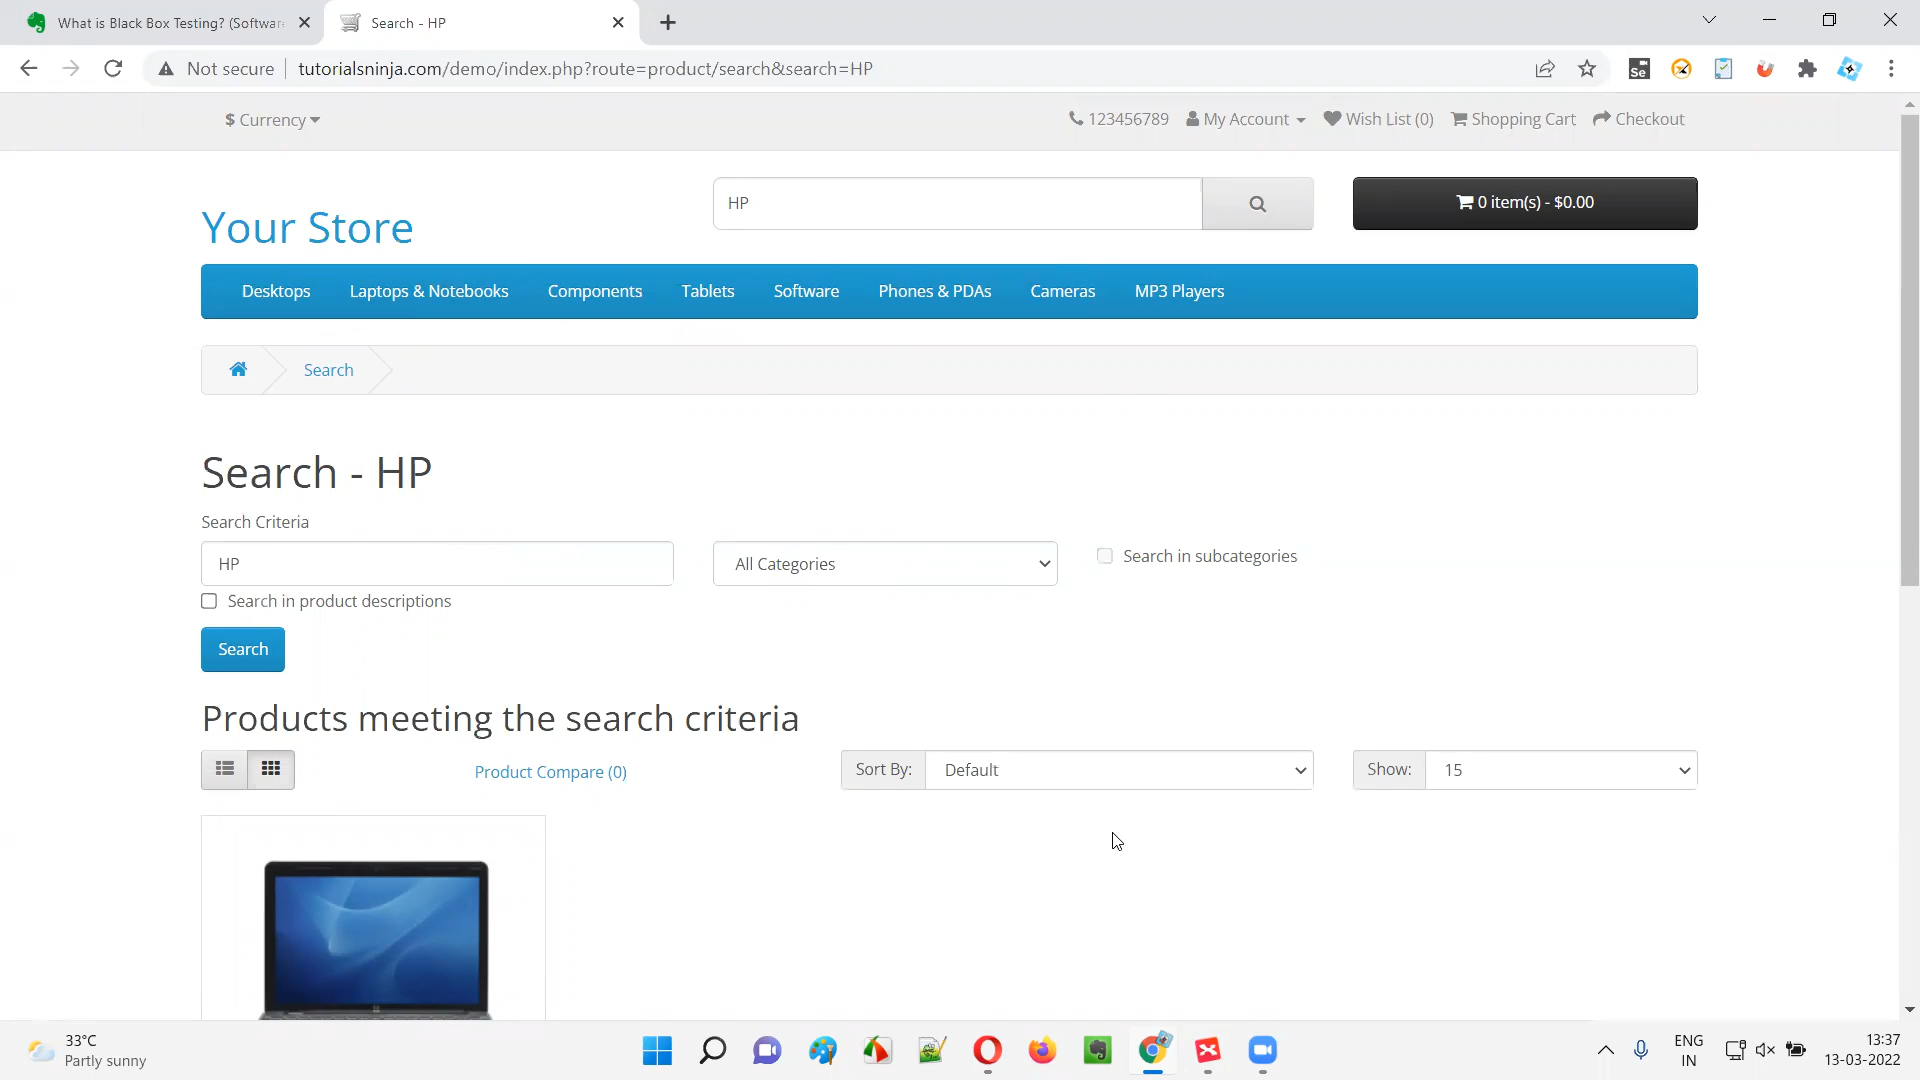 What is Black Box Testing? (Softwar
Search - HP
Not secure
tutorialsninja.com/demo/index.php?route=product/search&search=HP
Se
$ Currency
123456789
My Account
Wish List (0)
Shopping Cart
Checkout
Your Store
HP
0 item(s) - $0.00
Desktops
Laptops & Notebooks
Components
Tablets
Software
Phones & PDAs
Cameras
MP3 Players
Search
Search - HP
Search Criteria
HP
All Categories
Search in subcategories
Search in product descriptions
Search
Products meeting the search criteria
Product Compare (0)
Sort By:
Default
Show:
15
33°C
Partly sunny
ENG
IN
13:37
13-03-2022